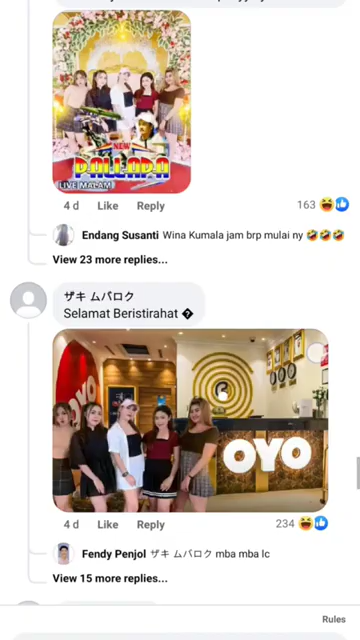 NEW
PALLAPA
LIVE MALAM
4 d Like Reply 163
Endang Susanti Wina Kumala jam brp mulai ny 🤣🤣🤣
View 23 more replies...
ザキ ムバロク
Selamat Beristirahat �
OYO
OYO
4 d Like Reply 234
Fendy Penjol ザキ ムバロク mba mba lc
View 15 more replies...
Rules